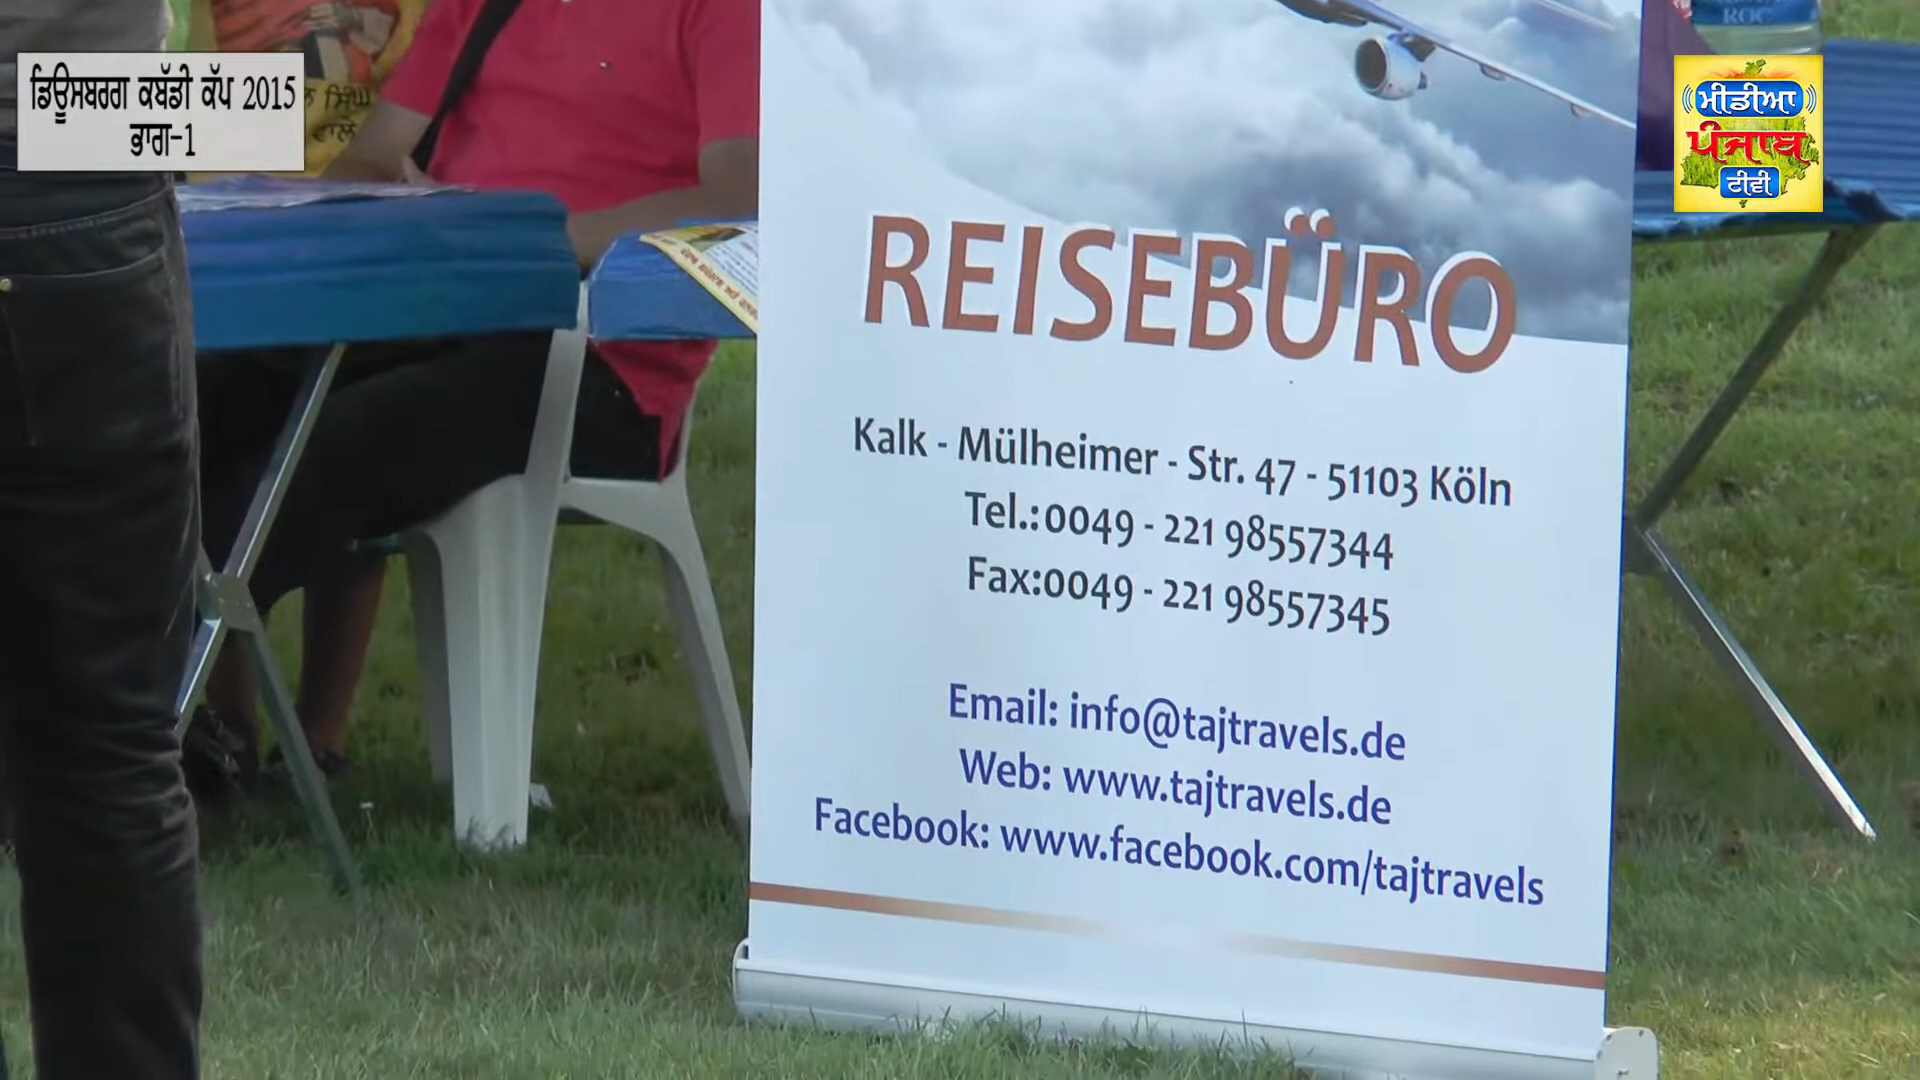 ਡਿਊਸਬਰਗ ਕਬੱਡੀ ਕੱਪ 2015
ਭਾਗ-1
ਸਿੰਘ
ਵਾਲੇ
ਮੀਡੀਆ
ਪੰਜਾਬ
ਟੀਵੀ
ROC
REISEBÜRO
Kalk - Mülheimer - Str. 47 - 51103 Köln
Tel.:0049 - 221 98557344
Fax:0049 - 221 98557345
Email: info@tajtravels.de
Web: www.tajtravels.de
Facebook: www.facebook.com/tajtravels